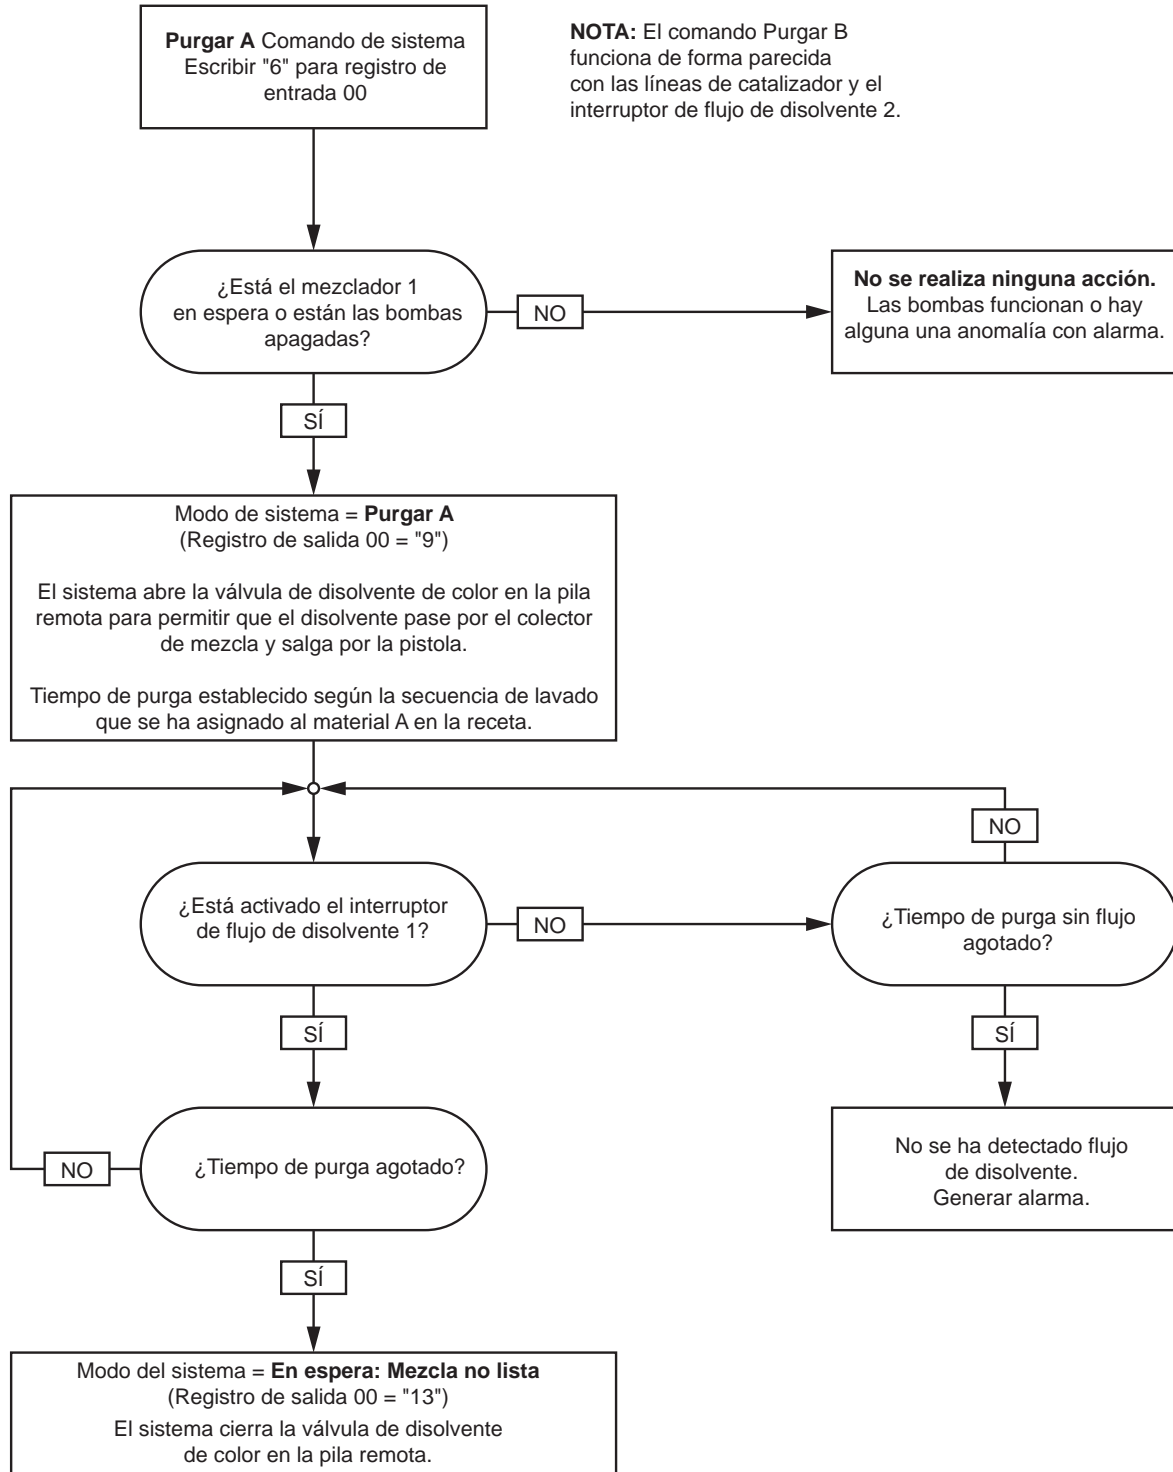 Purgar A Comando de sistema
Escribir "6" para registro de
entrada 00
NOTA: El comando Purgar B
funciona de forma parecida
con las líneas de catalizador y el
interruptor de flujo de disolvente 2.
¿Está el mezclador 1
en espera o están las bombas
apagadas?
NO
No se realiza ninguna acción.
Las bombas funcionan o hay
alguna una anomalía con alarma.
SÍ
Modo de sistema = Purgar A
(Registro de salida 00 = "9")
El sistema abre la válvula de disolvente de color en la pila
remota para permitir que el disolvente pase por el colector
de mezcla y salga por la pistola.
Tiempo de purga establecido según la secuencia de lavado
que se ha asignado al material A en la receta.
NO
¿Está activado el interruptor
de flujo de disolvente 1?
NO
¿Tiempo de purga sin flujo
agotado?
SÍ
SÍ
NO
¿Tiempo de purga agotado?
No se ha detectado flujo
de disolvente.
Generar alarma.
SÍ
Modo del sistema = En espera: Mezcla no lista
(Registro de salida 00 = "13")
El sistema cierra la válvula de disolvente
de color en la pila remota.